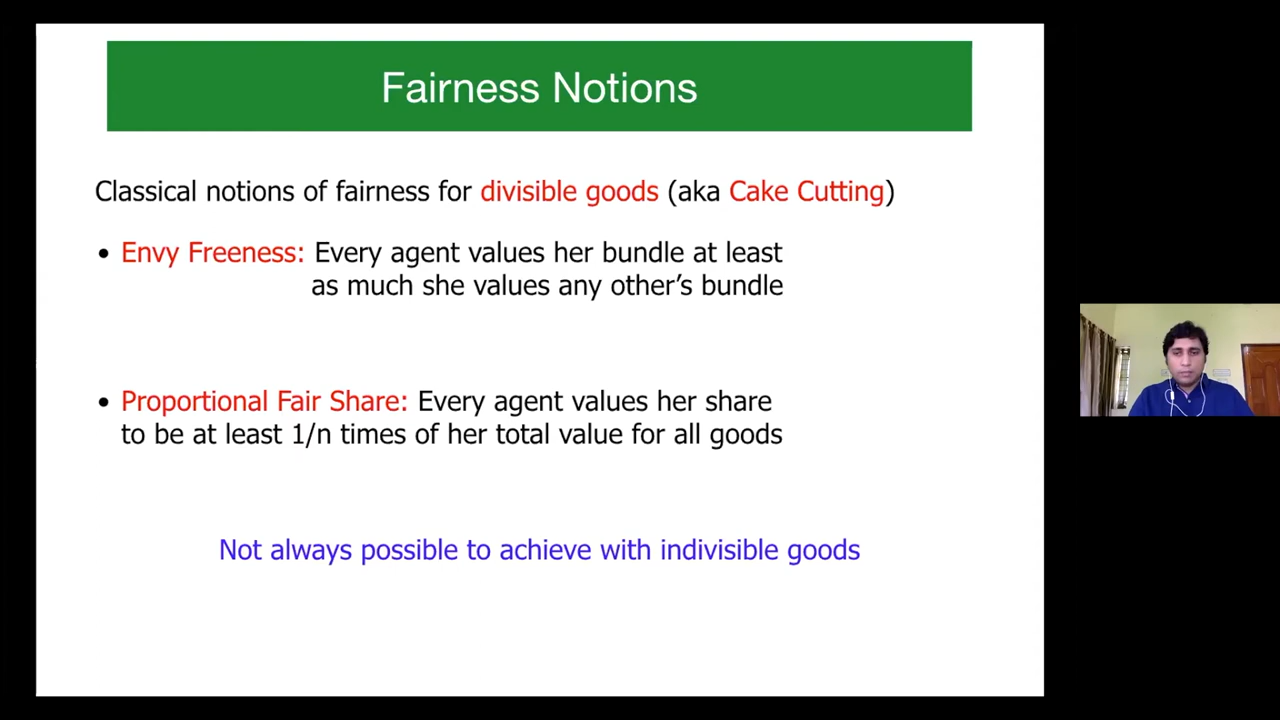 Fairness Notions
Classical notions of fairness for divisible goods (aka Cake Cutting)
• Envy Freeness: Every agent values her bundle at least
as much she values any other’s bundle
• Proportional Fair Share: Every agent values her share
to be at least 1/n times of her total value for all goods
Not always possible to achieve with indivisible goods